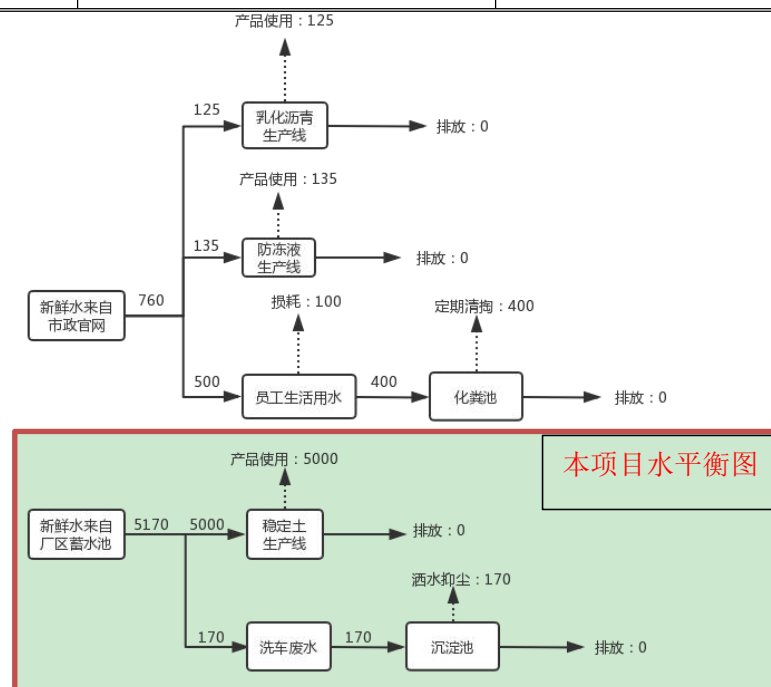 产品使用：125
125
乳化沥青
生产线
排放：0
产品使用：135
135
防冻液
生产线
排放：0
新鲜水来自
市政官网
760
损耗：100
定期清掏：400
500
员工生活用水
400
化粪池
排放：0
本项目水平衡图
产品使用：5000
新鲜水来自
厂区蓄水池
5170
5000
稳定土
生产线
排放：0
洒水抑尘：170
170
洗车废水
170
沉淀池
排放：0